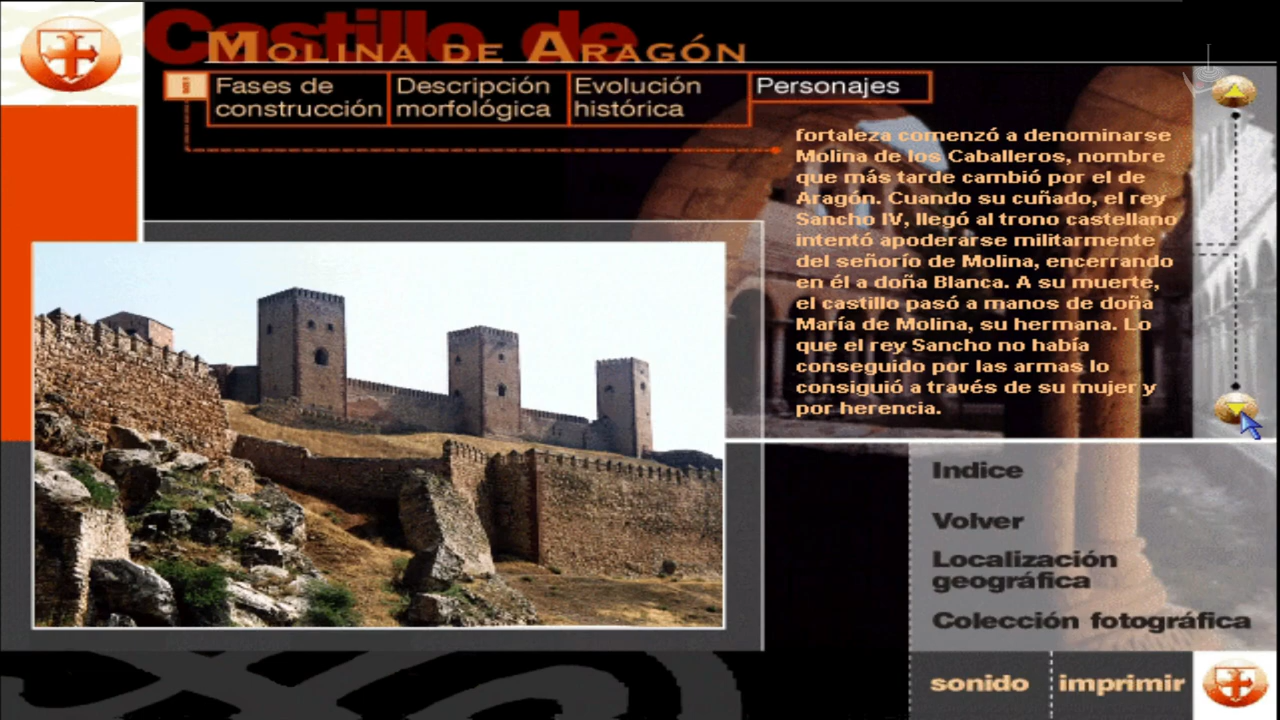 Castillo de
MOLINA DE ARAGÓN
Fases de
construcción
Descripción
morfológica
Evolución
histórica
Personajes
fortaleza comenzó a denominarse
Molina de los Caballeros, nombre
que más tarde cambió por el de
Aragón. Cuando su cuñado, el rey
Sancho IV, llegó al trono castellano
intentó apoderarse militarmente
del señorío de Molina, encerrando
en él a doña Blanca. A su muerte,
el castillo pasó a manos de doña
María de Molina, su hermana. Lo
que el rey Sancho no había
conseguido por las armas lo
consiguió a través de su mujer y
por herencia.
Indice
Volver
Localización
geográfica
Colección fotográfica
sonido
imprimir